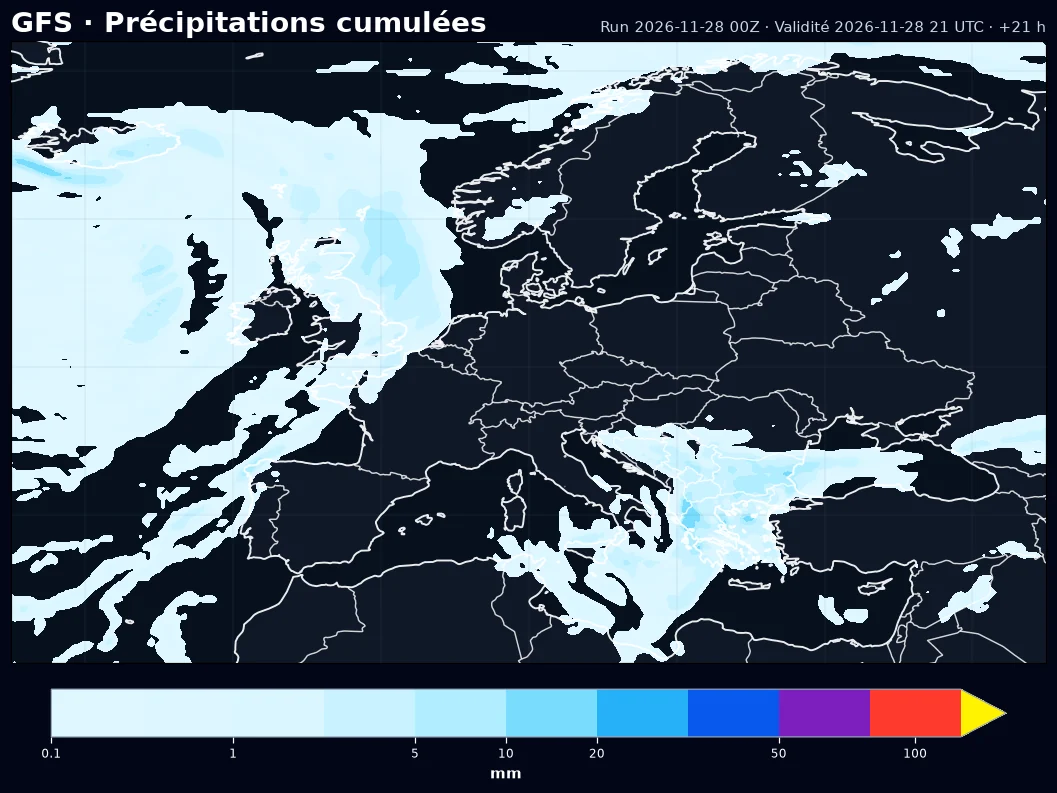 GFS · Précipitations cumulées
Run 2026-11-28 00Z · Validité 2026-11-28 21 UTC · +21 h
0.1 1 5 10 20 50 100
mm